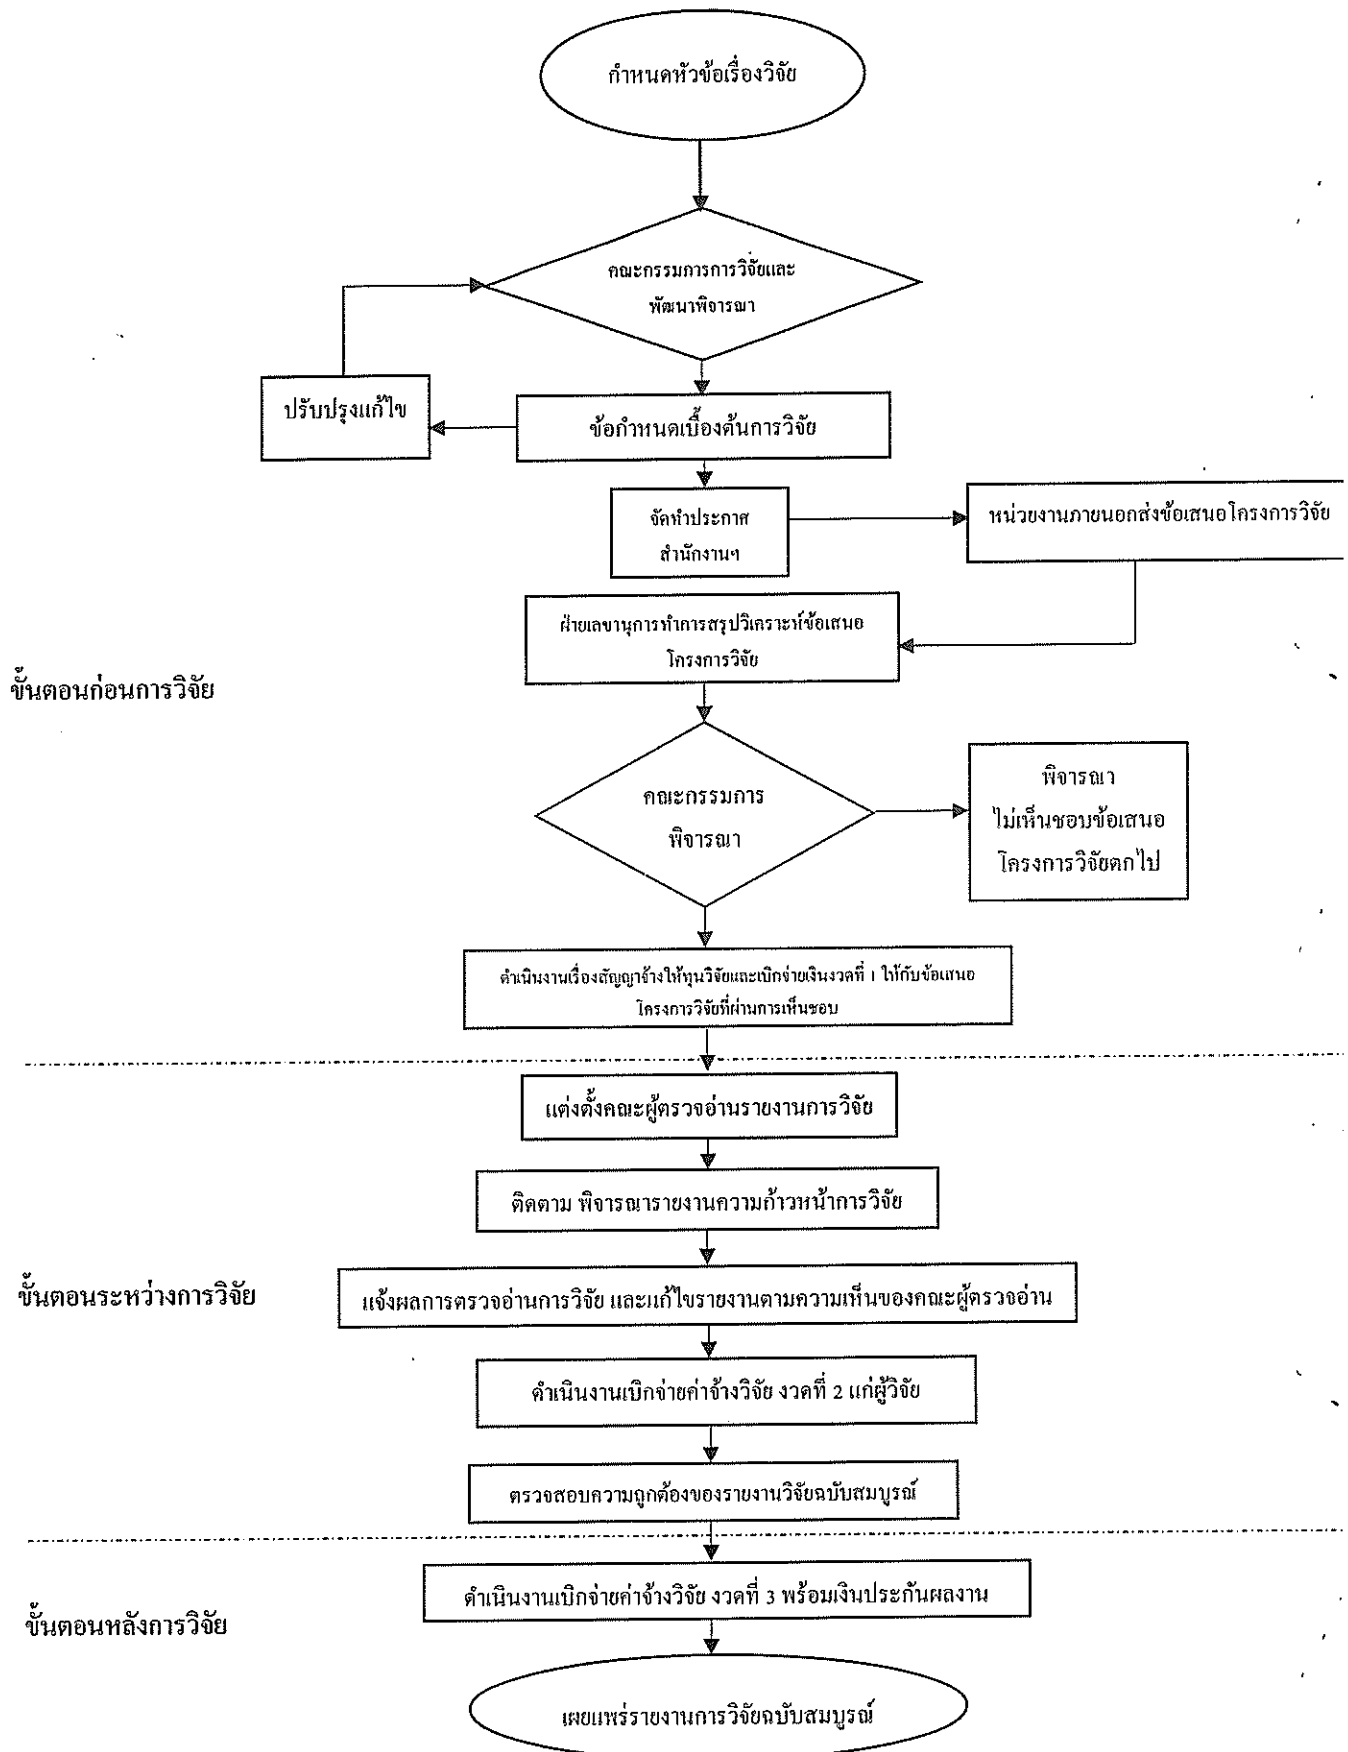 กำหนดหัวข้อเรื่องวิจัย
คณะกรรมการการวิจัยและ
พัฒนาพิจารณา
ปรับปรุงแก้ไข
ข้อกำหนดเบื้องต้นการวิจัย
จัดทำประกาศ
สำนักงานฯ
หน่วยงานภายนอกส่งข้อเสนอโครงการวิจัย
ฝ่ายเลขานุการทำการสรุปวิเคราะห์ข้อเสนอ
โครงการวิจัย
ขั้นตอนก่อนการวิจัย
คณะกรรมการ
พิจารณา
พิจารณา
ไม่เห็นชอบข้อเสนอ
โครงการวิจัยตกไป
ดำเนินงานเรื่องสัญญาจ้างให้ทุนวิจัยและเบิกจ่ายเงินงวดที่ 1 ให้กับข้อเสนอ
โครงการวิจัยที่ผ่านการเห็นชอบ
แต่งตั้งคณะผู้ตรวจอ่านรายงานการวิจัย
ติดตาม พิจารณารายงานความก้าวหน้าการวิจัย
ขั้นตอนระหว่างการวิจัย
แจ้งผลการตรวจอ่านการวิจัย และแก้ไขรายงานตามความเห็นของคณะผู้ตรวจอ่าน
ดำเนินงานเบิกจ่ายค่าจ้างวิจัย งวดที่ 2 แก่ผู้วิจัย
ตรวจสอบความถูกต้องของรายงานวิจัยฉบับสมบูรณ์
ดำเนินงานเบิกจ่ายค่าจ้างวิจัย งวดที่ 3 พร้อมเงินประกันผลงาน
ขั้นตอนหลังการวิจัย
เผยแพร่รายงานการวิจัยฉบับสมบูรณ์